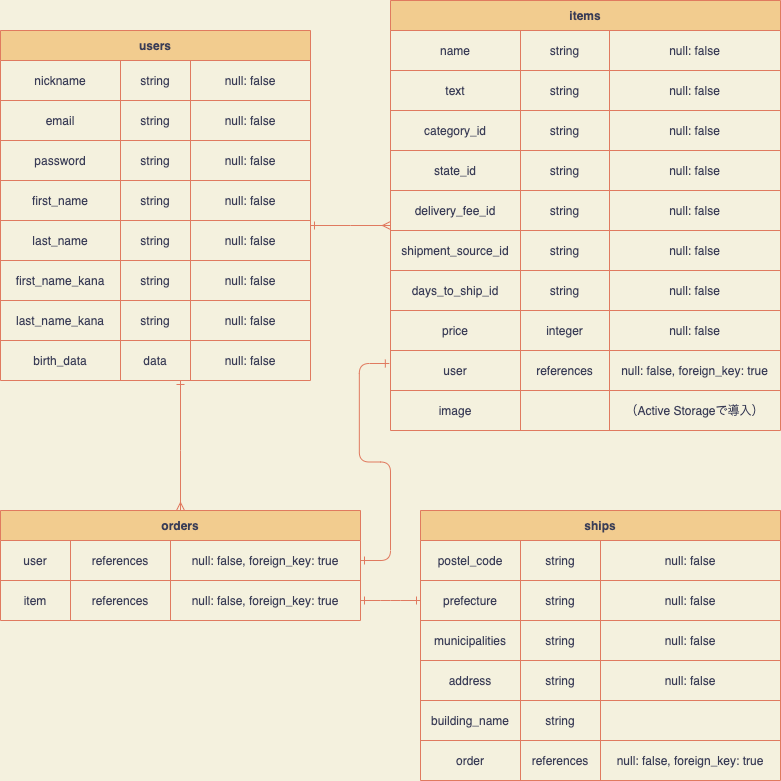 users
nickname string null: false
email string null: false
password string null: false
first_name string null: false
last_name string null: false
first_name_kana string null: false
last_name_kana string null: false
birth_data data null: false
items
name string null: false
text string null: false
category_id string null: false
state_id string null: false
delivery_fee_id string null: false
shipment_source_id string null: false
days_to_ship_id string null: false
price integer null: false
user references null: false, foreign_key: true
image （Active Storageで導入）
orders
user references null: false, foreign_key: true
item references null: false, foreign_key: true
ships
postel_code string null: false
prefecture string null: false
municipalities string null: false
address string null: false
building_name string
order references null: false, foreign_key: true